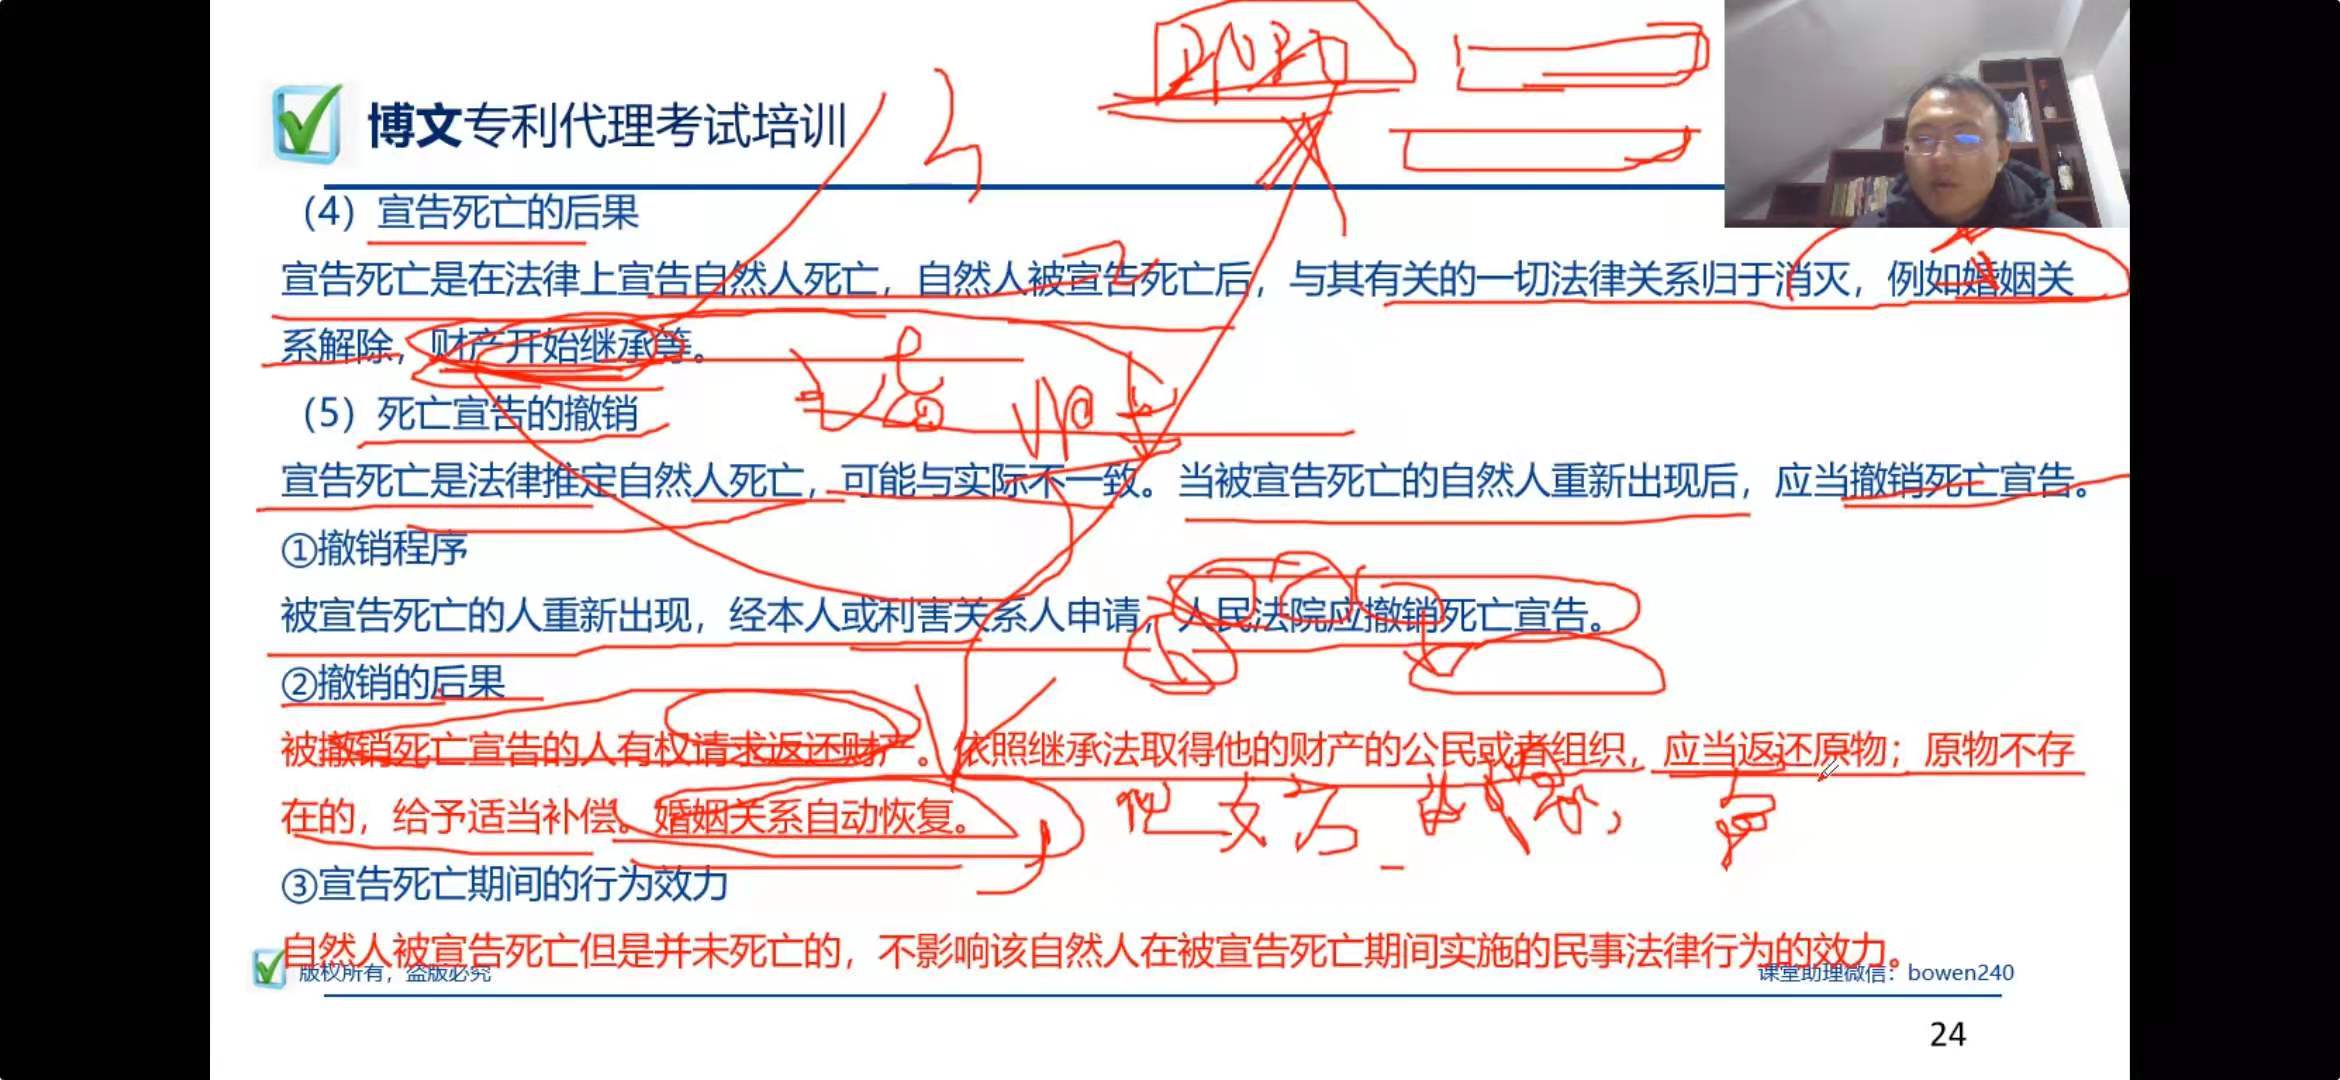 2020
博文专利代理考试培训
（4）宣告死亡的后果
宣告死亡是在法律上宣告自然人死亡，自然人被宣告死亡后，与其有关的一切法律关系归于消灭，例如婚姻关
系解除，财产开始继承等。
（5）死亡宣告的撤销
宣告死亡是法律推定自然人死亡，可能与实际不一致。当被宣告死亡的自然人重新出现后，应当撤销死亡宣告。
①撤销程序
被宣告死亡的人重新出现，经本人或利害关系人申请，人民法院应撤销死亡宣告。
②撤销的后果
被撤销死亡宣告的人有权请求返还财产。依照继承法取得他的财产的公民或者组织，应当返还原物；原物不存
在的，给予适当补偿。婚姻关系自动恢复。
③宣告死亡期间的行为效力
自然人被宣告死亡但是并未死亡的，不影响该自然人在被宣告死亡期间实施的民事法律行为的效力。
版权所有，盗版必究
课堂助理微信：bowen240
24